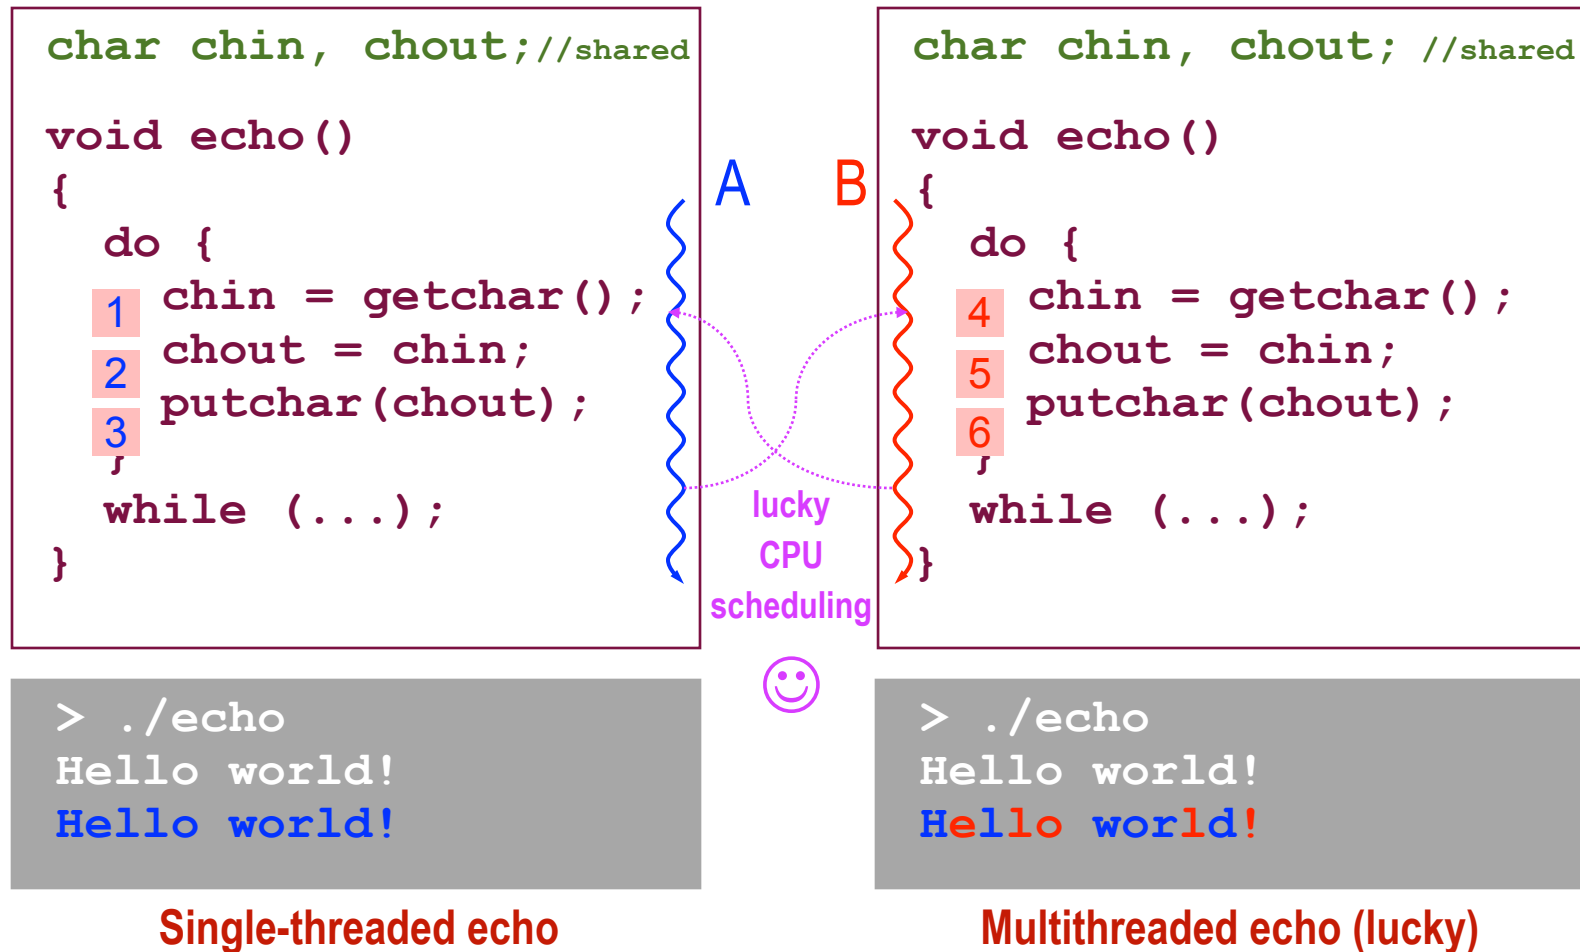 char chin, chout;//shared
void echo()
{
do {
1 chin = getchar();
2 chout = chin;
3 putchar(chout);
}
while (...);
}
A
B
lucky
CPU
scheduling
char chin, chout; //shared
void echo()
{
do {
4 chin = getchar();
5 chout = chin;
6 putchar(chout);
}
while (...);
}
> ./echo
Hello world!
Hello world!
Single-threaded echo
> ./echo
Hello world!
Hello world!
Multithreaded echo (lucky)